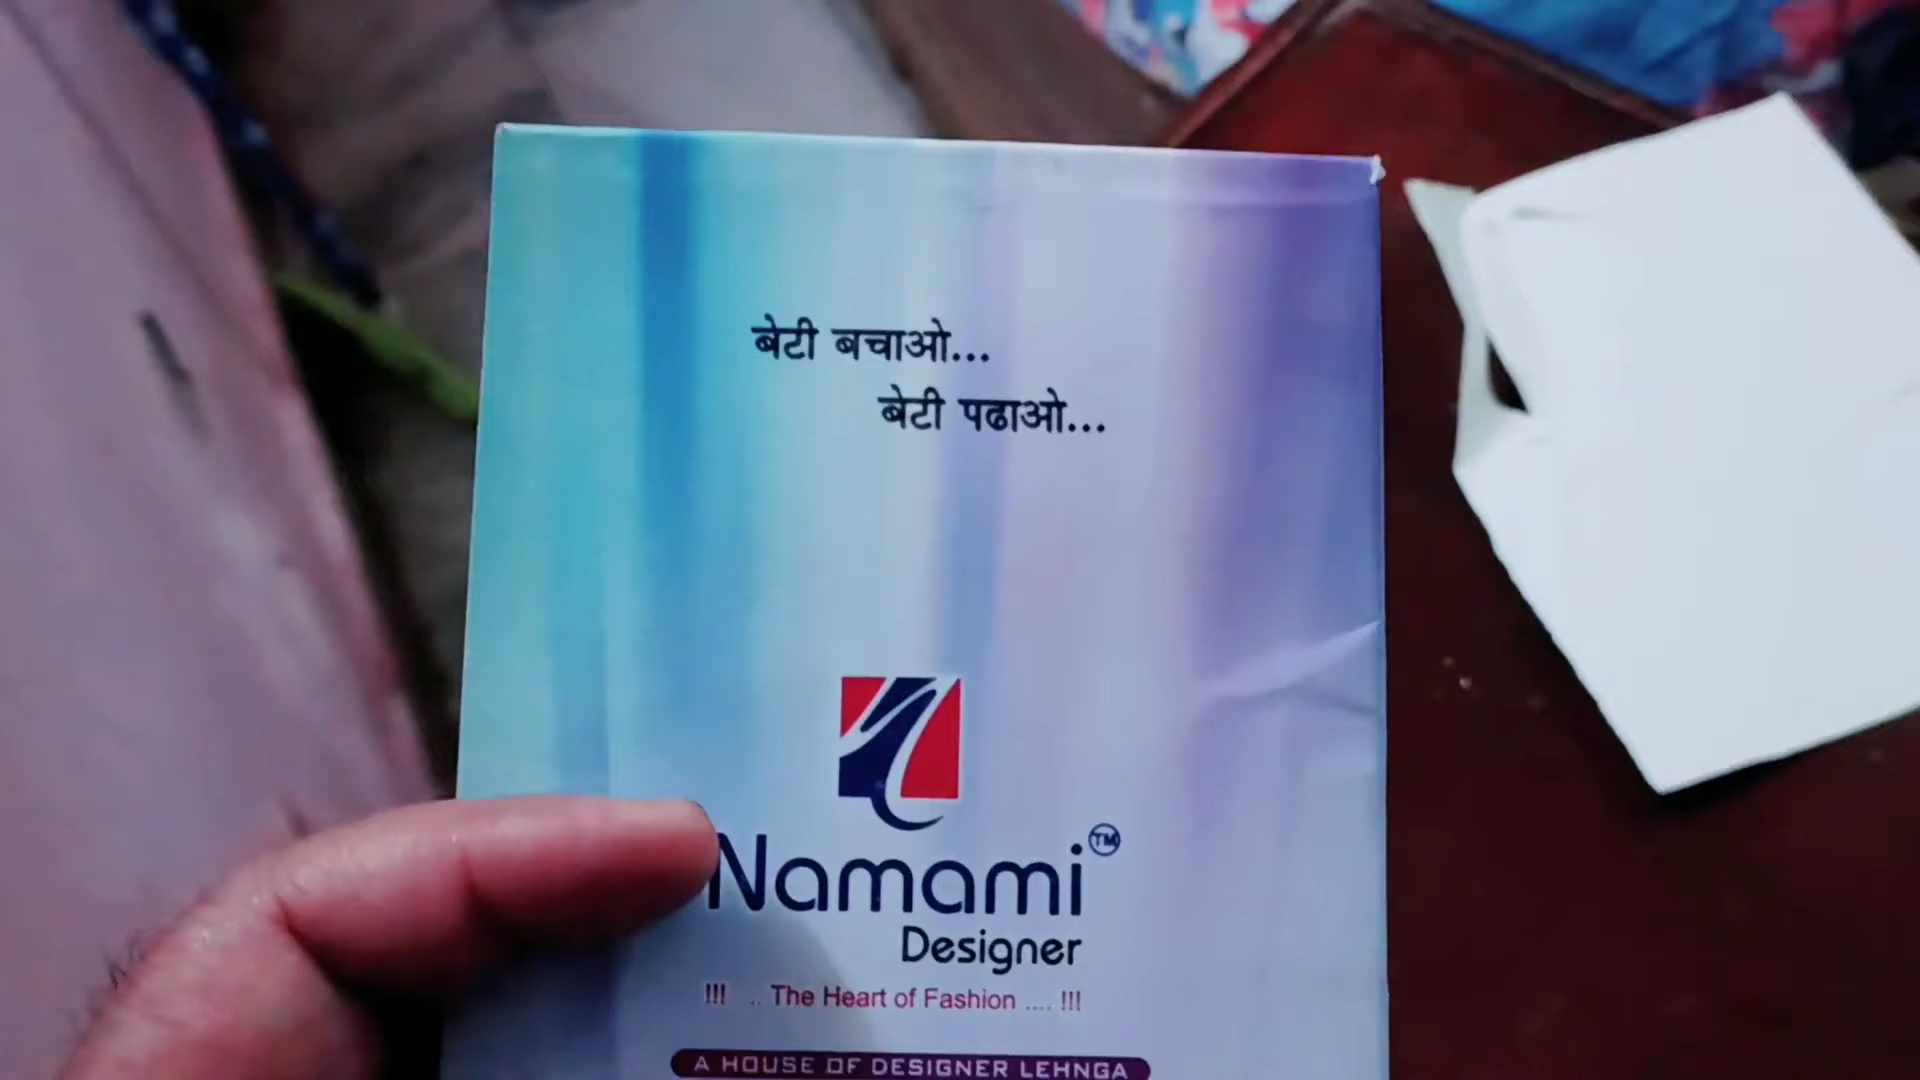 बेटी बचाओ...
बेटी पढाओ...
Namami™
Designer
!!! .. The Heart of Fashion .... !!!
A HOUSE OF DESIGNER LEHNGA